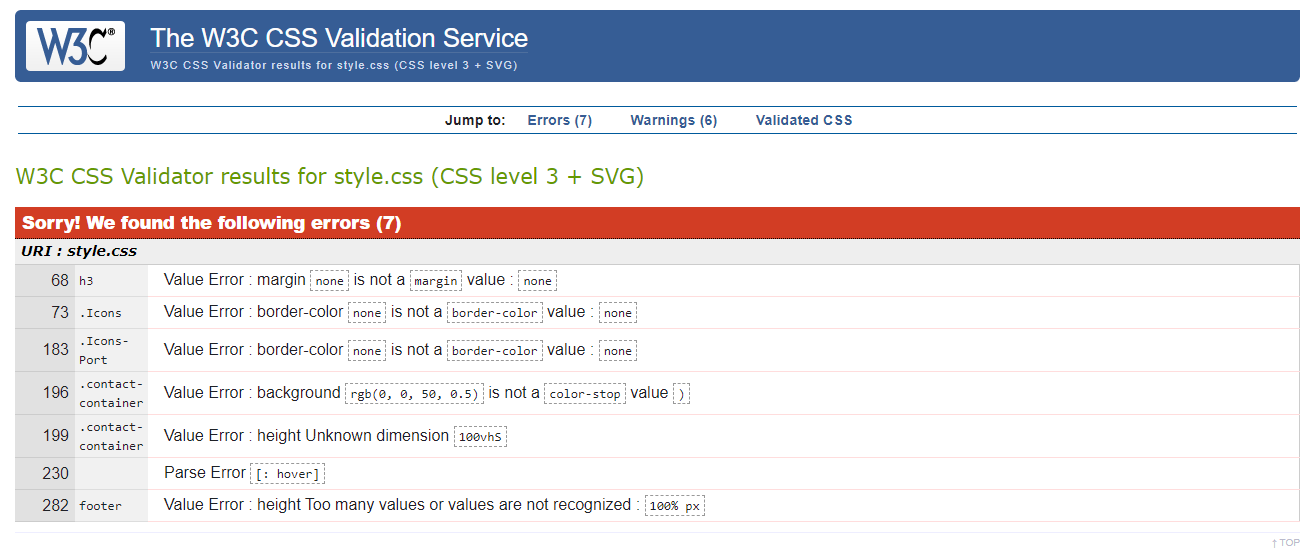 W3C®
The W3C CSS Validation Service
W3C CSS Validator results for style.css (CSS level 3 + SVG)
Jump to: Errors (7) Warnings (6) Validated CSS
W3C CSS Validator results for style.css (CSS level 3 + SVG)
Sorry! We found the following errors (7)
URI : style.css
68 h3 Value Error : margin none is not a margin value : none
73 .Icons Value Error : border-color none is not a border-color value : none
183 .Icons-
Port Value Error : border-color none is not a border-color value : none
196 .contact-
container Value Error : background rgb(0, 0, 50, 0.5) is not a color-stop value )
199 .contact-
container Value Error : height Unknown dimension 100vhS
230 Parse Error [: hover]
282 footer Value Error : height Too many values or values are not recognized : 100% px
↑ TOP